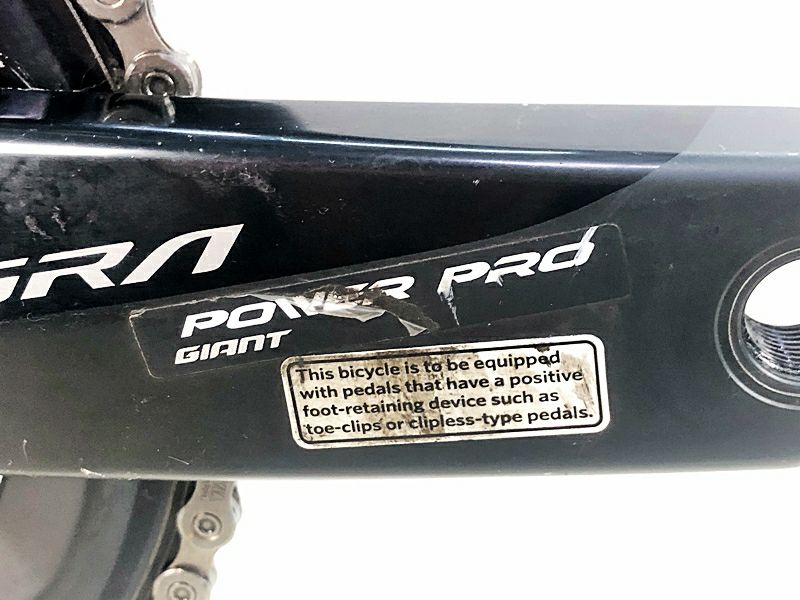 GRA
POWER PRO
GIANT
This bicycle is to be equipped
with pedals that have a positive
foot-retaining device such as
toe-clips or clipless-type pedals.